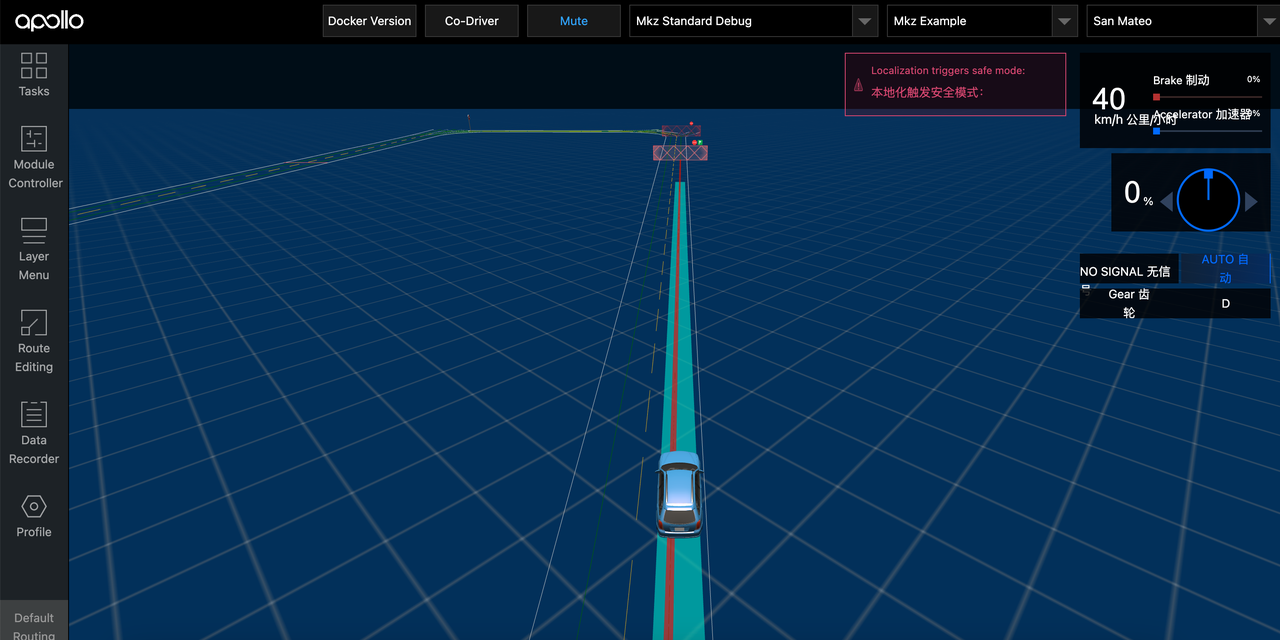 apollo
Docker Version
Co-Driver
Mute
Mkz Standard Debug
Mkz Example
San Mateo
Tasks
Module
Controller
Layer
Menu
Route
Editing
Data
Recorder
Profile
Default
Routing
Localization triggers safe mode:
本地化触发安全模式：
40
km/h 公里/小时
Brake 制动
0%
Accelerator 加速器
0%
0
%
NO SIGNAL 无信
号
AUTO 自
动
Gear 齿
轮
D